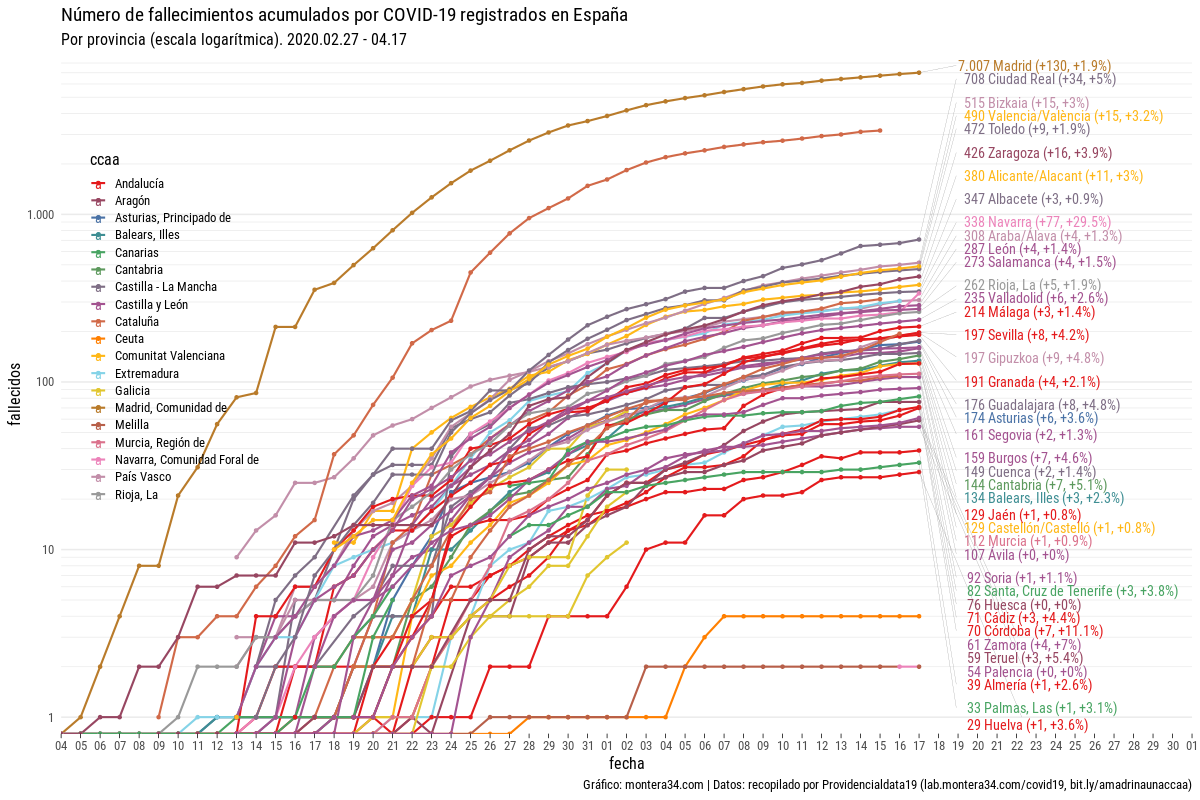 Número de fallecimientos acumulados por COVID-19 registrados en España
Por provincia (escala logarítmica). 2020.02.27 - 04.17
7.007 Madrid (+130, +1.9%)
708 Ciudad Real (+34, +5%)
515 Bizkaia (+15, +3%)
490 Valencia/València (+15, +3.2%)
472 Toledo (+9, +1.9%)
426 Zaragoza (+16, +3.9%)
380 Alicante/Alacant (+11, +3%)
347 Albacete (+3, +0.9%)
338 Navarra (+77, +29.5%)
308 Araba/Álava (+4, +1.3%)
287 León (+4, +1.4%)
273 Salamanca (+4, +1.5%)
262 Rioja, La (+5, +1.9%)
235 Valladolid (+6, +2.6%)
214 Málaga (+3, +1.4%)
197 Sevilla (+8, +4.2%)
197 Gipuzkoa (+9, +4.8%)
191 Granada (+4, +2.1%)
176 Guadalajara (+8, +4.8%)
174 Asturias (+6, +3.6%)
161 Segovia (+2, +1.3%)
159 Burgos (+7, +4.6%)
149 Cuenca (+2, +1.4%)
144 Cantabria (+7, +5.1%)
134 Balears, Illes (+3, +2.3%)
129 Jaén (+1, +0.8%)
129 Castellón/Castelló (+1, +0.8%)
112 Murcia (+1, +0.9%)
107 Ávila (+0, +0%)
92 Soria (+1, +1.1%)
82 Santa, Cruz de Tenerife (+3, +3.8%)
76 Huesca (+0, +0%)
71 Cádiz (+3, +4.4%)
70 Córdoba (+7, +11.1%)
61 Zamora (+4, +7%)
59 Teruel (+3, +5.4%)
54 Palencia (+0, +0%)
39 Almería (+1, +2.6%)
33 Palmas, Las (+1, +3.1%)
29 Huelva (+1, +3.6%)
ccaa
Andalucía
Aragón
Asturias, Principado de
Balears, Illes
Canarias
Cantabria
Castilla - La Mancha
Castilla y León
Cataluña
Ceuta
Comunitat Valenciana
Extremadura
Galicia
Madrid, Comunidad de
Melilla
Murcia, Región de
Navarra, Comunidad Foral de
País Vasco
Rioja, La
fallecidos
1.000
100
10
1
04 05 06 07 08 09 10 11 12 13 14 15 16 17 18 19 20 21 22 23 24 25 26 27 28 29 30 31 01 02 03 04 05 06 07 08 09 10 11 12 13 14 15 16 17 18 19 20 21 22 23 24 25 26 27 28 29 30 01
fecha
Gráfico: montera34.com | Datos: recopilado por Providencialdata19 (lab.montera34.com/covid19, bit.ly/amadrinaunaccaa)